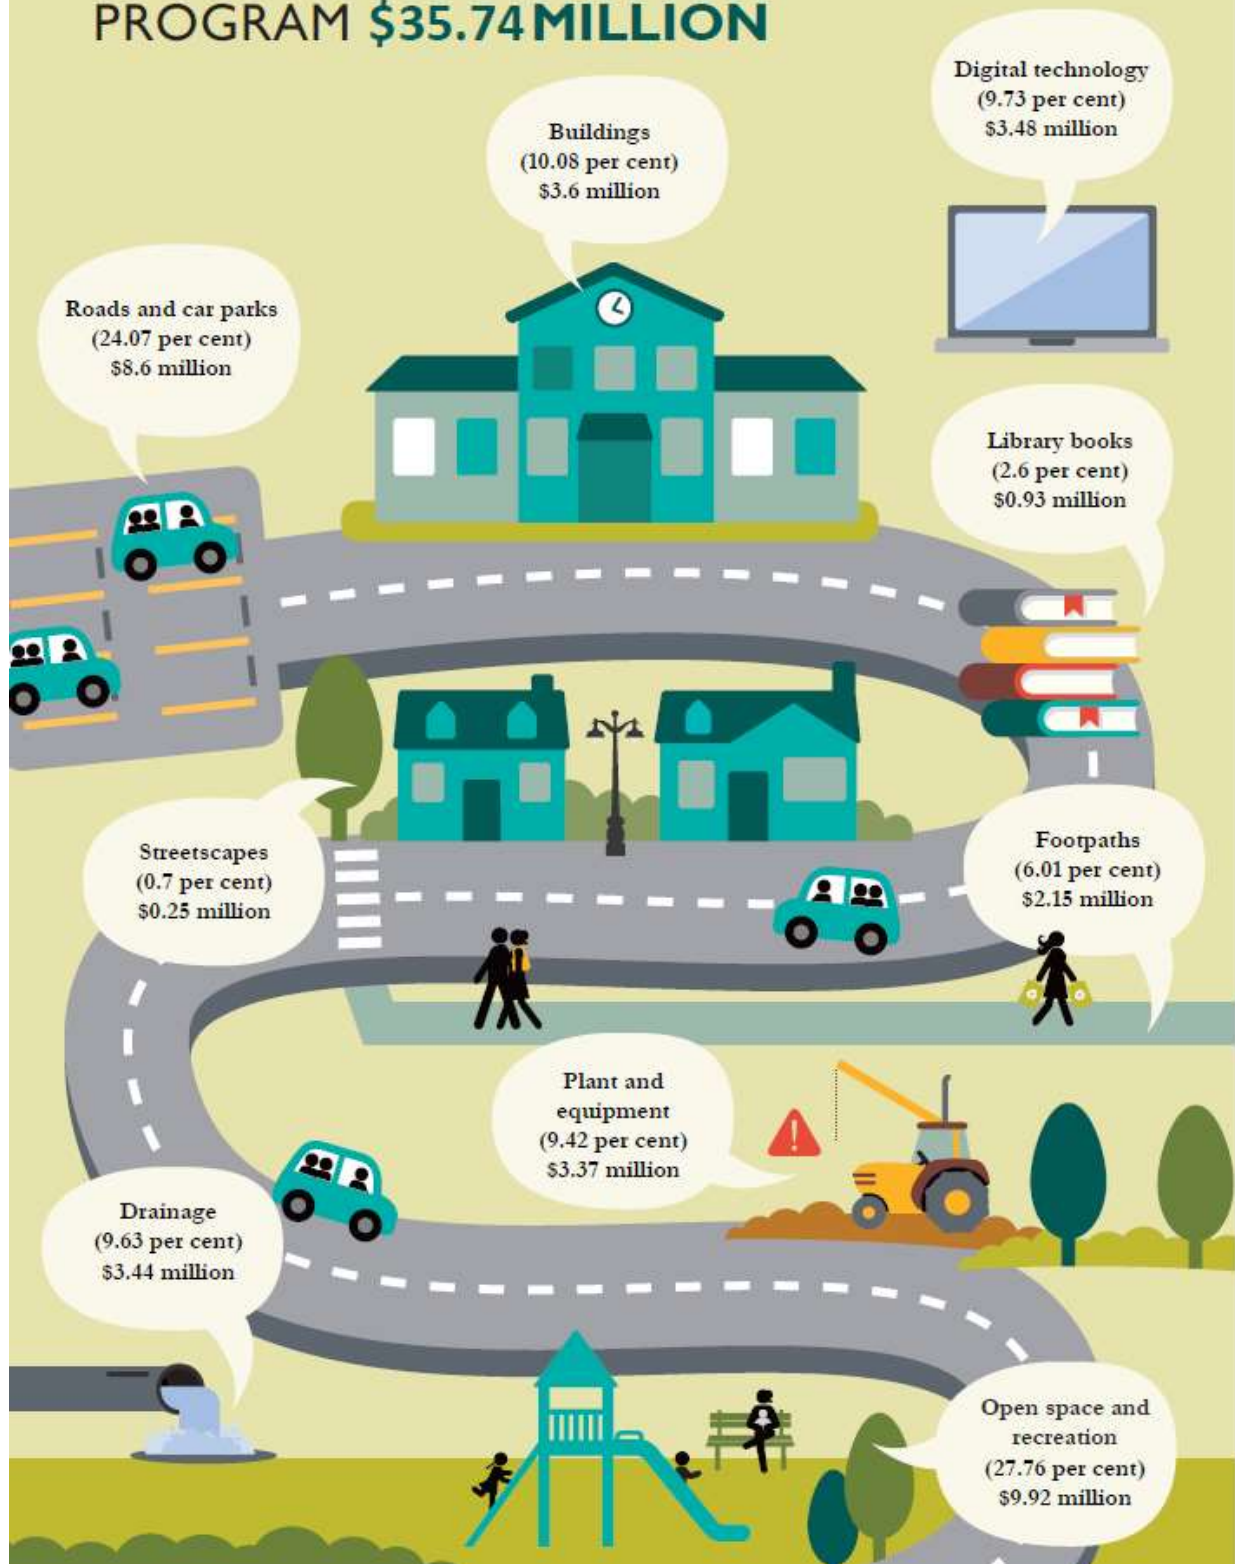 PROGRAM $35.74 MILLION
Digital technology
(9.73 per cent)
$3.48 million
Buildings
(10.08 per cent)
$3.6 million
Roads and car parks
(24.07 per cent)
$8.6 million
Library books
(2.6 per cent)
$0.93 million
Streetscapes
(0.7 per cent)
$0.25 million
Footpaths
(6.01 per cent)
$2.15 million
Plant and
equipment
(9.42 per cent)
$3.37 million
Drainage
(9.63 per cent)
$3.44 million
Open space and
recreation
(27.76 per cent)
$9.92 million